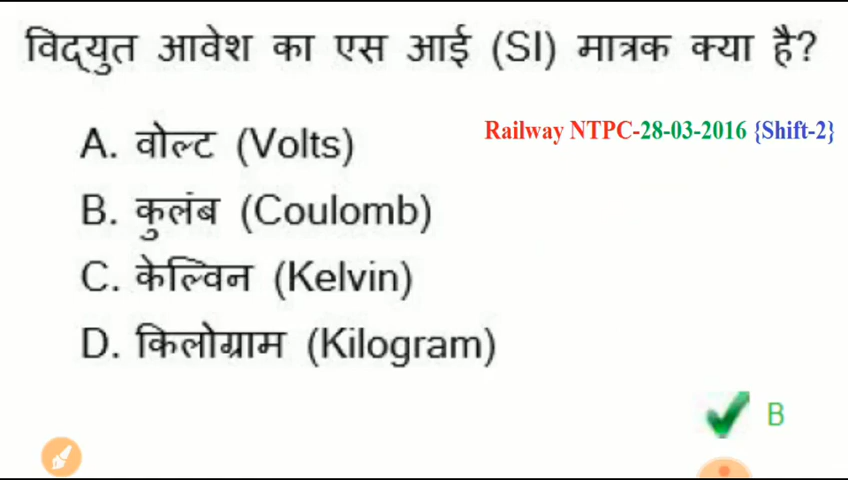 विद्युत आवेश का एस आई (SI) मात्रक क्या है?
Railway NTPC-28-03-2016 {Shift-2}
A. वोल्ट (Volts)
B. कुलंब (Coulomb)
C. केल्विन (Kelvin)
D. किलोग्राम (Kilogram)
B